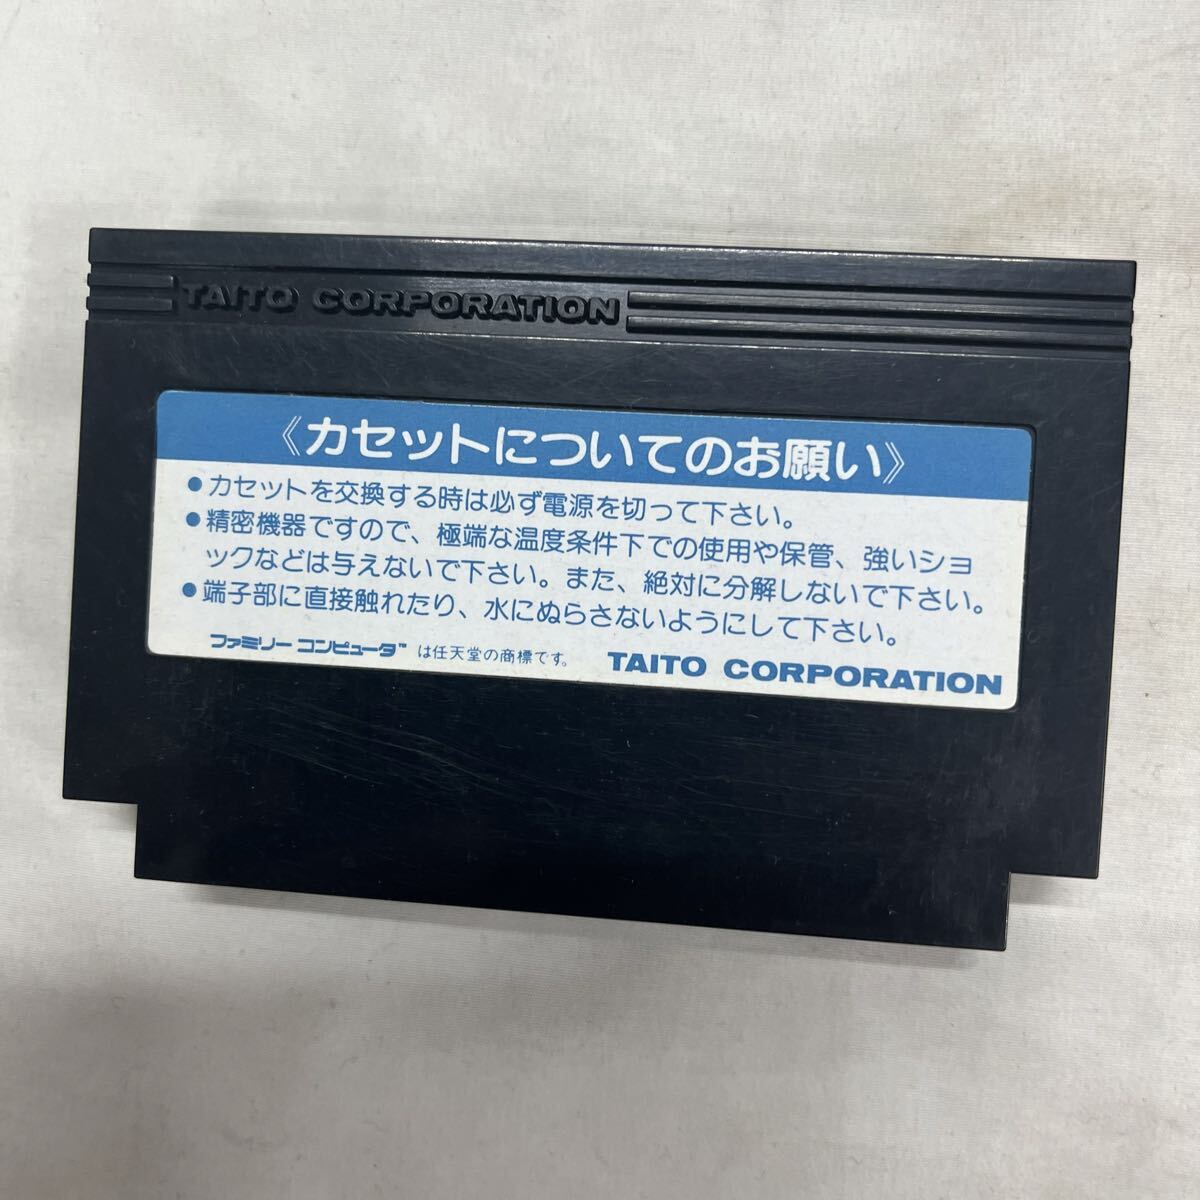 TAITO CORPORATION
《カセットについてのお願い》
●カセットを交換する時は必ず電源を切って下さい。
●精密機器ですので、極端な温度条件下での使用や保管、強いショ
ックなどは与えないで下さい。また、絶対に分解しないで下さい。
●端子部に直接触れたり、水にぬらさないようにして下さい。
ファミリーコンピュータ™は任天堂の商標です。 TAITO CORPORATION